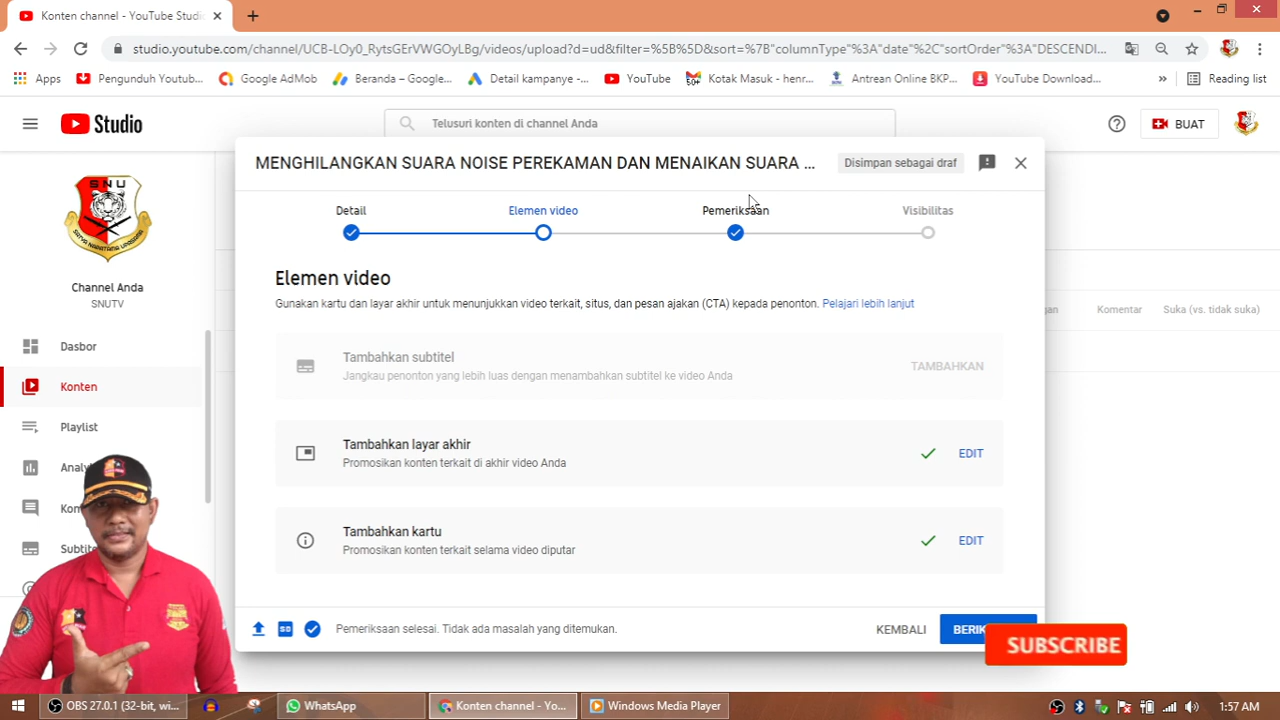 Konten channel - YouTube Studi
studio.youtube.com/channel/UCB-LOy0_RytsGErVWGOyLBg/videos/upload?d=ud&filter=%5B%5D&sort=%7B"columnType"%3A"date"%2C"sortOrder"%3A"DESCENDI...
Apps
Pengunduh Youtub...
Google AdMob
Beranda – Google...
Detail kampanye -...
YouTube
Kotak Masuk - henr...
Antrean Online BKP...
YouTube Download...
»
Reading list
Studio
Telusuri konten di channel Anda
BUAT
MENGHILANGKAN SUARA NOISE PEREKAMAN DAN MENAIKAN SUARA ...
Disimpan sebagai draf
Detail
Elemen video
Pemeriksaan
Visibilitas
SNU
Channel Anda
SNUTV
Dasbor
Konten
Playlist
Analy
Kom
Subtit
Elemen video
Gunakan kartu dan layar akhir untuk menunjukkan video terkait, situs, dan pesan ajakan (CTA) kepada penonton. Pelajari lebih lanjut
gan
Komentar
Suka (vs. tidak suka)
Tambahkan subtitel
Jangkau penonton yang lebih luas dengan menambahkan subtitel ke video Anda
TAMBAHKAN
Tambahkan layar akhir
Promosikan konten terkait di akhir video Anda
EDIT
Tambahkan kartu
Promosikan konten terkait selama video diputar
EDIT
SD
Pemeriksaan selesai. Tidak ada masalah yang ditemukan.
KEMBALI
BERIK
SUBSCRIBE
OBS 27.0.1 (32-bit, wi...
WhatsApp
Konten channel - Yo...
Windows Media Player
1:57 AM